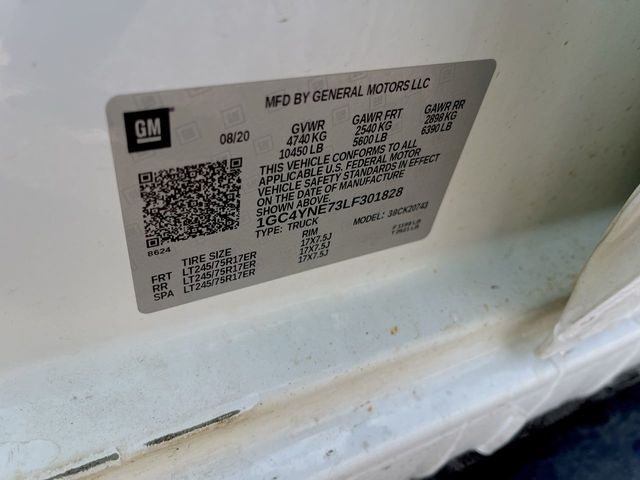 MFD BY GENERAL MOTORS LLC
GM
08/20 GVWR GAWR FRT GAWR RR
4740 KG 2540 KG 2898 KG
10450 LB 5600 LB 6390 LB
THIS VEHICLE CONFORMS TO ALL
APPLICABLE U.S. FEDERAL MOTOR
VEHICLE SAFETY STANDARDS IN EFFECT
ON THE DATE OF MANUFACTURE
SHOWN ABOVE.
1GC4YNE73LF301828
TYPE: TRUCK MODEL: 38CK20743
8624
TIRE SIZE RIM
FRT LT245/75R17ER 17X7.5J
RR LT245/75R17ER 17X7.5J
SPA LT245/75R17ER 17X7.5J